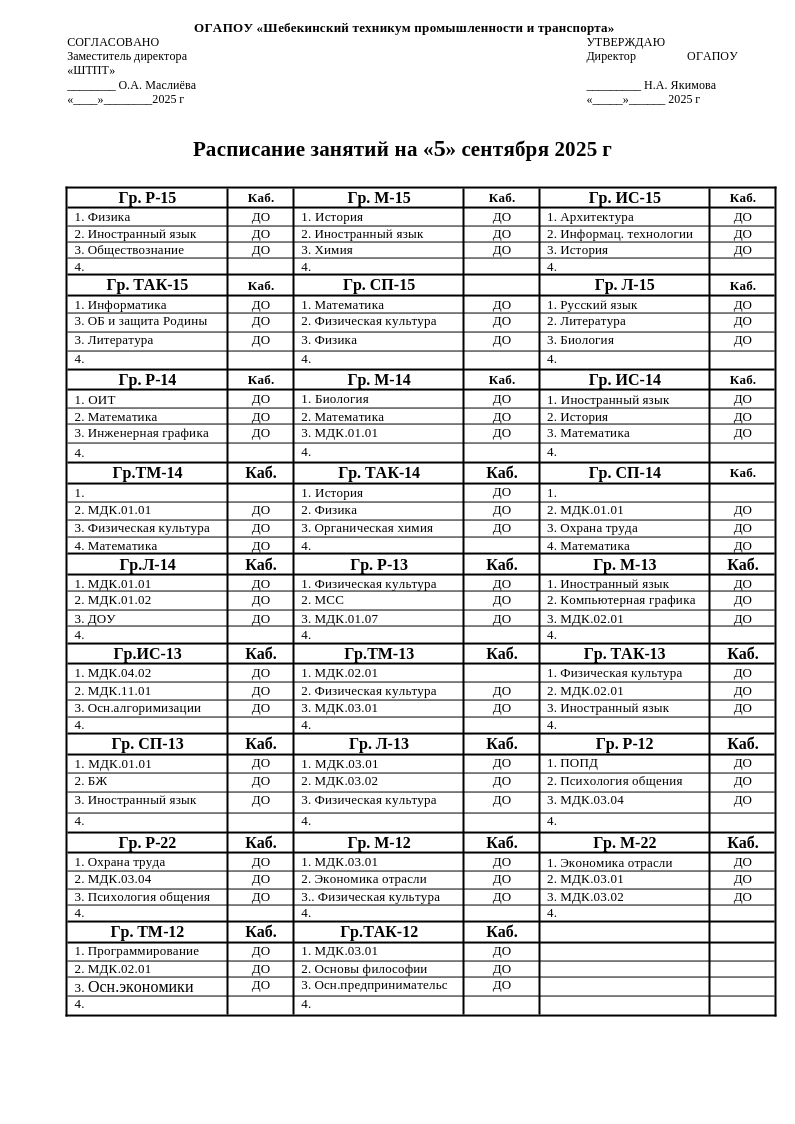 ОГАПОУ «Шебекинский техникум промышленности и транспорта»
СОГЛАСОВАНО УТВЕРЖДАЮ
Заместитель директора Директор ОГАПОУ
«ШТПТ»
________ О.А. Маслиёва _________ Н.А. Якимова
«____»________2025 г «_____»______ 2025 г
Расписание занятий на «5» сентября 2025 г
Гр. Р-15 Каб. Гр. М-15 Каб. Гр. ИС-15 Каб.
1. Физика ДО 1. История ДО 1. Архитектура ДО
2. Иностранный язык ДО 2. Иностранный язык ДО 2. Информац. технологии ДО
3. Обществознание ДО 3. Химия ДО 3. История ДО
4. 4. 4.
Гр. ТАК-15 Каб. Гр. СП-15 Гр. Л-15 Каб.
1. Информатика ДО 1. Математика ДО 1. Русский язык ДО
3. ОБ и защита Родины ДО 2. Физическая культура ДО 2. Литература ДО
3. Литература ДО 3. Физика ДО 3. Биология ДО
4. 4. 4.
Гр. Р-14 Каб. Гр. М-14 Каб. Гр. ИС-14 Каб.
1. ОИТ ДО 1. Биология ДО 1. Иностранный язык ДО
2. Математика ДО 2. Математика ДО 2. История ДО
3. Инженерная графика ДО 3. МДК.01.01 ДО 3. Математика ДО
4. 4. 4.
Гр.ТМ-14 Каб. Гр. ТАК-14 Каб. Гр. СП-14 Каб.
1. 1. История ДО 1.
2. МДК.01.01 ДО 2. Физика ДО 2. МДК.01.01 ДО
3. Физическая культура ДО 3. Органическая химия ДО 3. Охрана труда ДО
4. Математика ДО 4. 4. Математика ДО
Гр.Л-14 Каб. Гр. Р-13 Каб. Гр. М-13 Каб.
1. МДК.01.01 ДО 1. Физическая культура ДО 1. Иностранный язык ДО
2. МДК.01.02 ДО 2. МСС ДО 2. Компьютерная графика ДО
3. ДОУ ДО 3. МДК.01.07 ДО 3. МДК.02.01 ДО
4. 4. 4.
Гр.ИС-13 Каб. Гр.ТМ-13 Каб. Гр. ТАК-13 Каб.
1. МДК.04.02 ДО 1. МДК.02.01 1. Физическая культура ДО
2. МДК.11.01 ДО 2. Физическая культура ДО 2. МДК.02.01 ДО
3. Осн.алгоримизации ДО 3. МДК.03.01 ДО 3. Иностранный язык ДО
4. 4. 4.
Гр. СП-13 Каб. Гр. Л-13 Каб. Гр. Р-12 Каб.
1. МДК.01.01 ДО 1. МДК.03.01 ДО 1. ПОПД ДО
2. БЖ ДО 2. МДК.03.02 ДО 2. Психология общения ДО
3. Иностранный язык ДО 3. Физическая культура ДО 3. МДК.03.04 ДО
4. 4. 4.
Гр. Р-22 Каб. Гр. М-12 Каб. Гр. М-22 Каб.
1. Охрана труда ДО 1. МДК.03.01 ДО 1. Экономика отрасли ДО
2. МДК.03.04 ДО 2. Экономика отрасли ДО 2. МДК.03.01 ДО
3. Психология общения ДО 3.. Физическая культура ДО 3. МДК.03.02 ДО
4. 4. 4.
Гр. ТМ-12 Каб. Гр.ТАК-12 Каб.
1. Программирование ДО 1. МДК.03.01 ДО
2. МДК.02.01 ДО 2. Основы философии ДО
3. Осн.экономики ДО 3. Осн.предпринимательс ДО
4. 4.